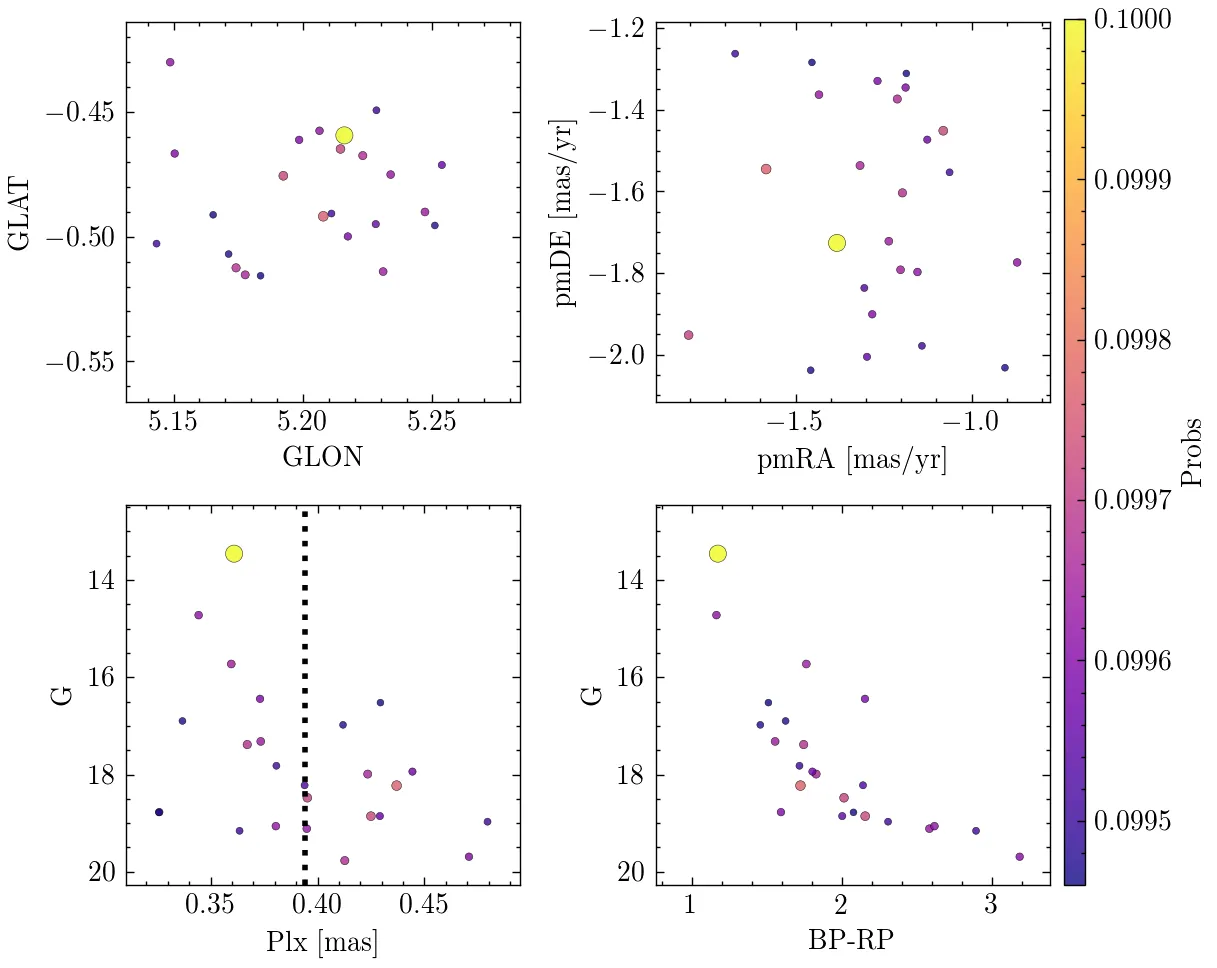 −0.45
−0.50
−0.55
GLAT
5.15 5.20 5.25
GLON
−1.2
−1.4
−1.6
−1.8
−2.0
pmDE [mas/yr]
−1.5 −1.0
pmRA [mas/yr]
0.1000
0.0999
0.0998
0.0997
0.0996
0.0995
Probs
14
16
18
20
G
0.35 0.40 0.45
Plx [mas]
14
16
18
20
G
1 2 3
BP-RP